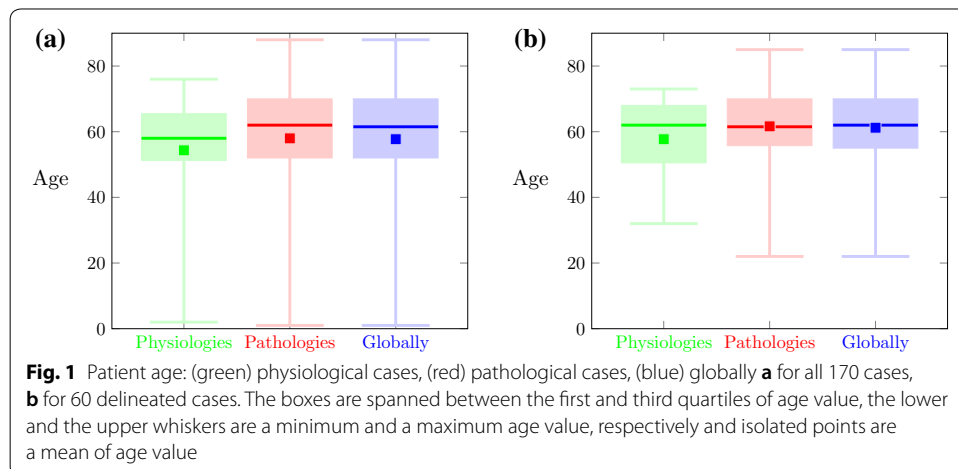 (a)
80
60
Age
40
20
0
Physiologies Pathologies Globally
(b)
80
60
Age
40
20
0
Physiologies Pathologies Globally
Fig. 1 Patient age: (green) physiological cases, (red) pathological cases, (blue) globally a for all 170 cases,
b for 60 delineated cases. The boxes are spanned between the first and third quartiles of age value, the lower
and the upper whiskers are a minimum and a maximum age value, respectively and isolated points are
a mean of age value